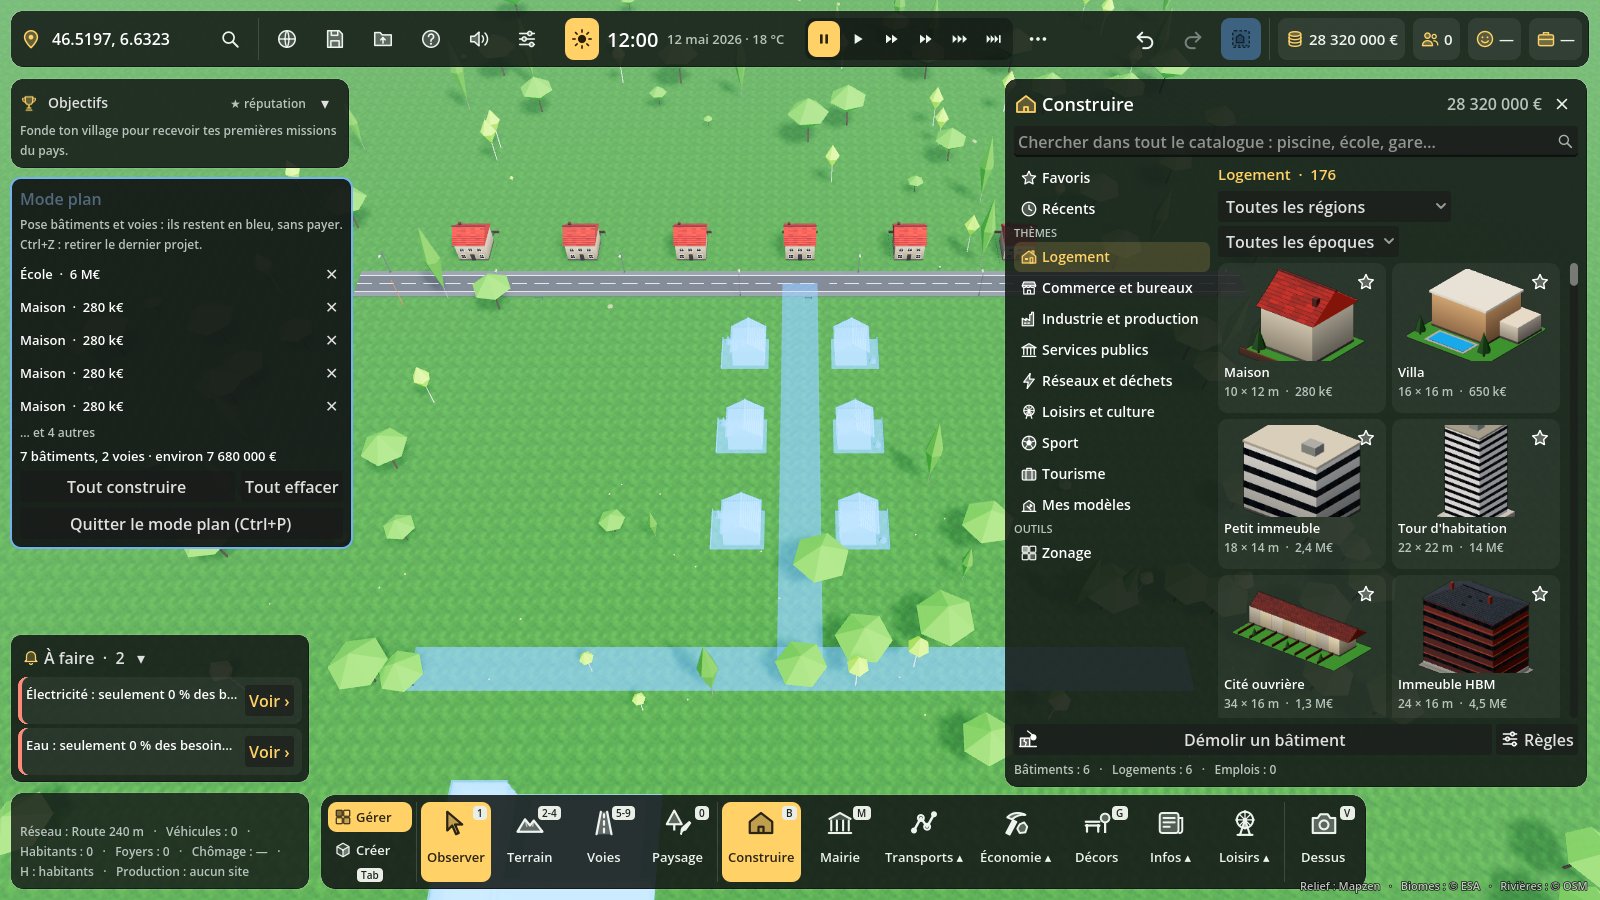 46.5197, 6.6323
12:00
12 mai 2026 · 18 °C
28 320 000 €
0
—
—
Objectifs
★ réputation ▼
Fonde ton village pour recevoir tes premières missions
du pays.
Mode plan
Pose bâtiments et voies : ils restent en bleu, sans payer.
Ctrl+Z : retirer le dernier projet.
École · 6 M€
Maison · 280 k€
Maison · 280 k€
Maison · 280 k€
Maison · 280 k€
... et 4 autres
7 bâtiments, 2 voies · environ 7 680 000 €
Tout construire
Tout effacer
Quitter le mode plan (Ctrl+P)
À faire · 2 ▼
Électricité : seulement 0 % des b...
Voir ›
Eau : seulement 0 % des besoin...
Voir ›
Réseau : Route 240 m · Véhicules : 0 ·
Habitants : 0 · Foyers : 0 · Chômage : — ·
H : habitants · Production : aucun site
Construire
28 320 000 €
Chercher dans tout le catalogue : piscine, école, gare...
Favoris
Récents
THÈMES
Logement
Commerce et bureaux
Industrie et production
Services publics
Réseaux et déchets
Loisirs et culture
Sport
Tourisme
Mes modèles
OUTILS
Zonage
Logement · 176
Toutes les régions
Toutes les époques
Maison
10 × 12 m · 280 k€
Villa
16 × 16 m · 650 k€
Petit immeuble
18 × 14 m · 2,4 M€
Tour d'habitation
22 × 22 m · 14 M€
Cité ouvrière
34 × 16 m · 1,3 M€
Immeuble HBM
24 × 16 m · 4,5 M€
Démolir un bâtiment
Règles
Bâtiments : 6 · Logements : 6 · Emplois : 0
Gérer
Créer
Tab
1
Observer
2-4
Terrain
5-9
Voies
0
Paysage
B
Construire
M
Mairie
Transports ▴
Économie ▴
G
Décors
Infos ▴
Loisirs ▴
V
Dessus
Relief : Mapzen · Biomes : © ESA · Rivières : © OSM